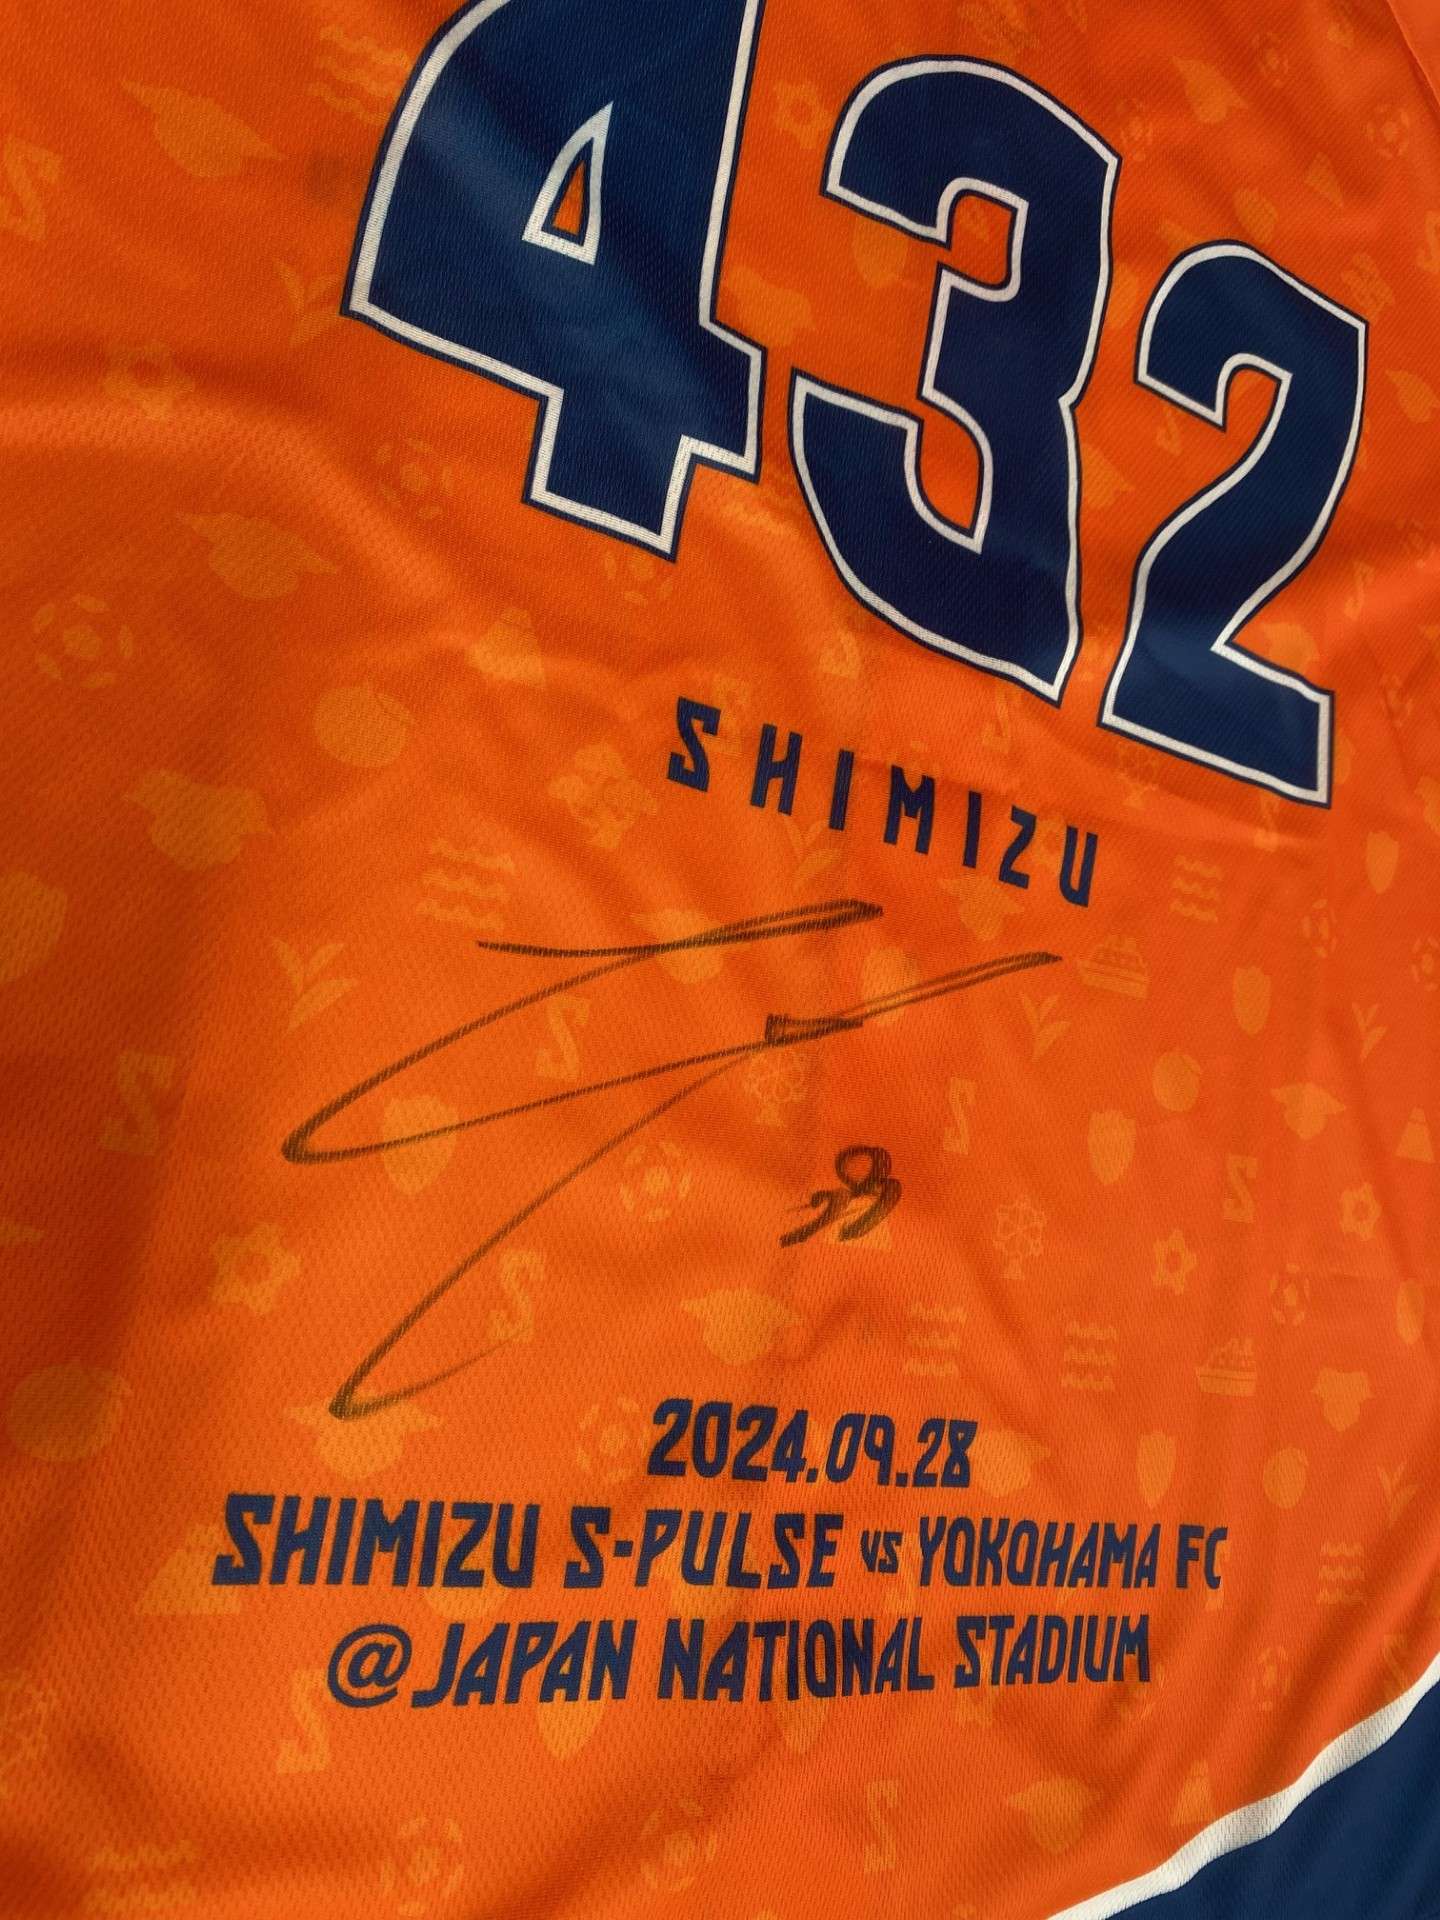 432
SHIMIZU
2024.09.28
SHIMIZU S-PULSE VS YOKOHAMA FC
@JAPAN NATIONAL STADIUM